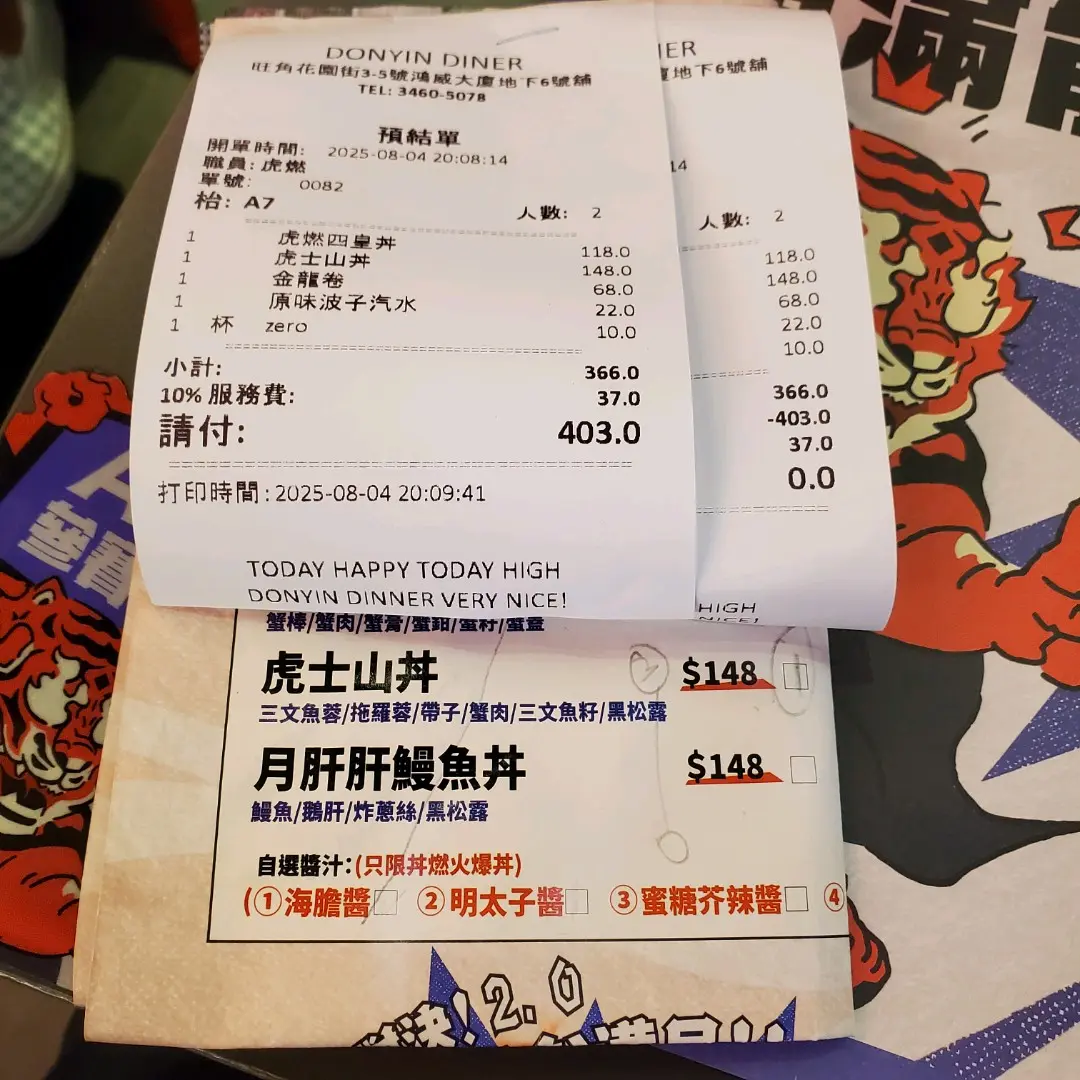 DONYIN DINER
旺角花園街3-5號鴻威大廈地下6號舖
TEL: 3460-5078
預結單
開單時間: 2025-08-04 20:08:14
職員: 虎燃
單號: 0082
枱: A7 人數: 2
1 虎燃四皇丼 118.0
1 虎士山丼 148.0
1 金龍卷 68.0
1 原味波子汽水 22.0
1 杯 zero 10.0
小計: 366.0
10% 服務費: 37.0
請付: 403.0
打印時間: 2025-08-04 20:09:41
TODAY HAPPY TODAY HIGH
DONYIN DINNER VERY NICE!
NER
地下6號舖
14
人數: 2
118.0
148.0
68.0
22.0
10.0
366.0
-403.0
37.0
0.0
HIGH
NICE!
蟹棒/蟹肉/蟹膏/蟹鉗/蟹籽/蟹蓋
虎士山丼 $148
三文魚蓉/拖羅蓉/帶子/蟹肉/三文魚籽/黑松露
月肝肝鰻魚丼 $148
鰻魚/鵝肝/炸蔥絲/黑松露
自選醬汁:(只限丼燃火爆丼)
(①海膽醬 ②明太子醬 ③蜜糖芥辣醬 ④
決!2.0
滿